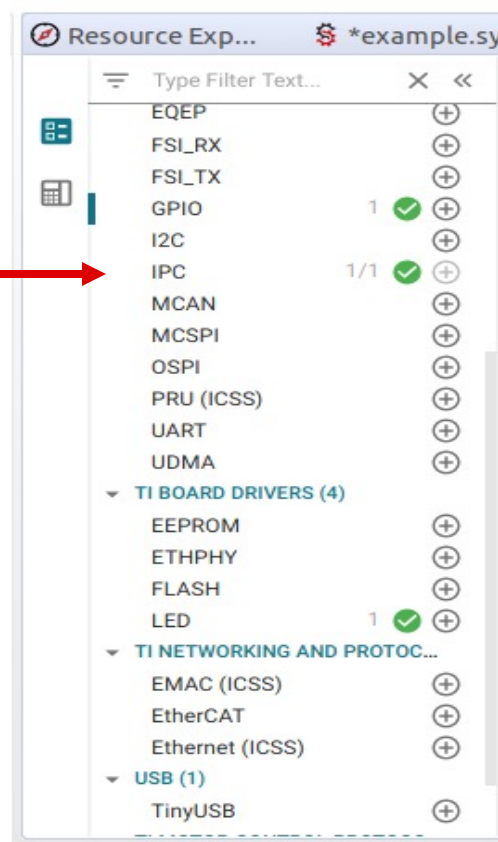 Resource Exp... *example.sy
Type Filter Text...
EQEP
FSI_RX
FSI_TX
GPIO 1
I2C
IPC 1/1
MCAN
MCSPI
OSPI
PRU (ICSS)
UART
UDMA
TI BOARD DRIVERS (4)
EEPROM
ETHPHY
FLASH
LED 1
TI NETWORKING AND PROTOC...
EMAC (ICSS)
EtherCAT
Ethernet (ICSS)
USB (1)
TinyUSB